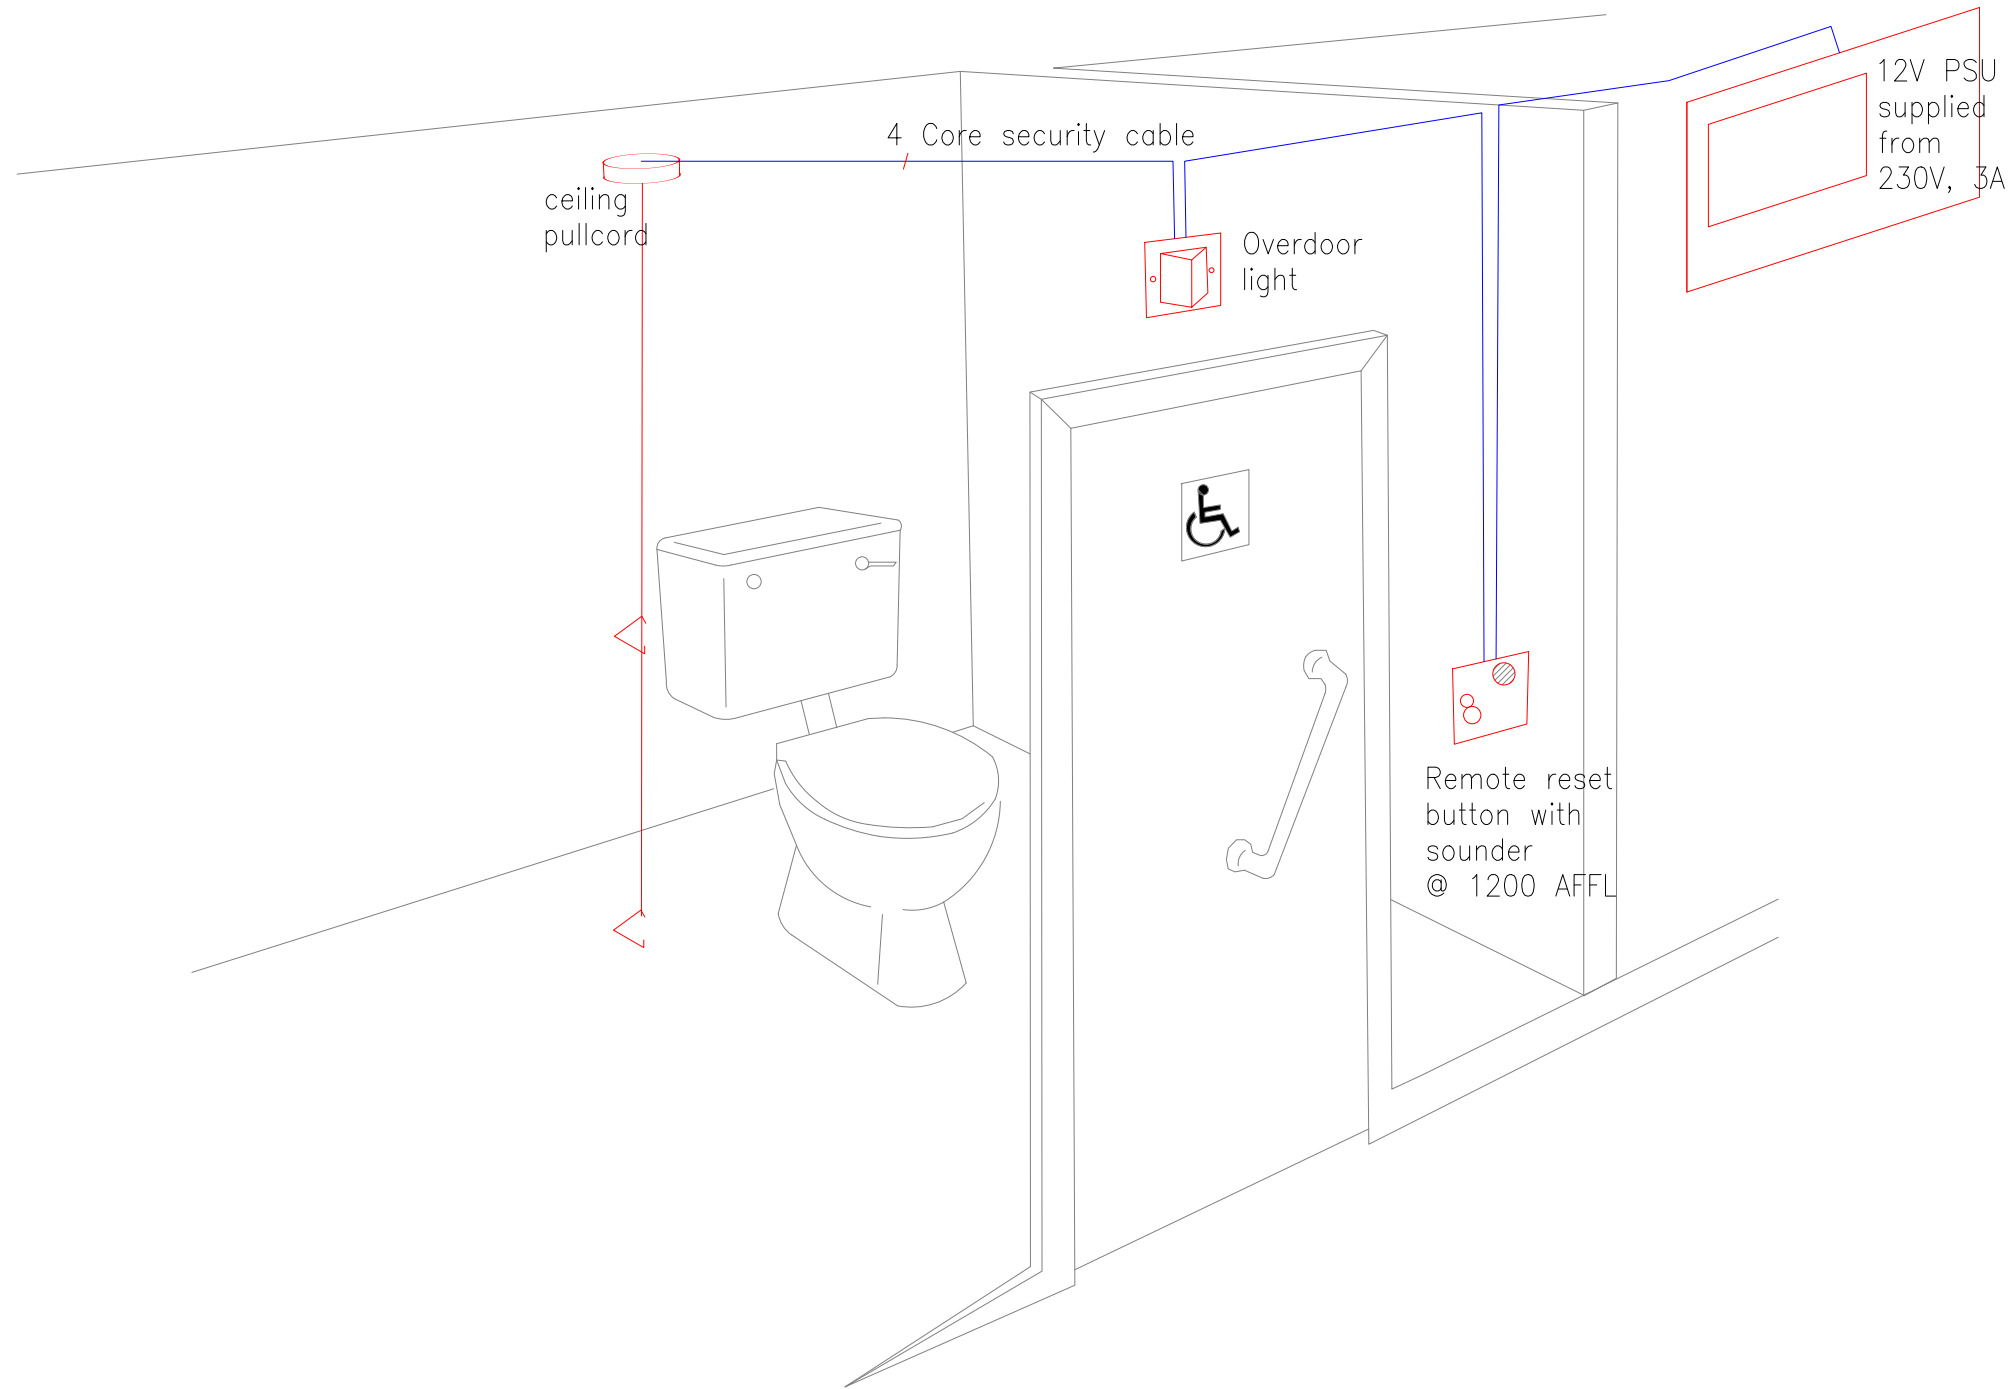 12V PSU
supplied
from
230V, 3A
4 Core security cable
ceiling
pullcord
Overdoor
light
Remote reset
button with
sounder
@ 1200 AFFL